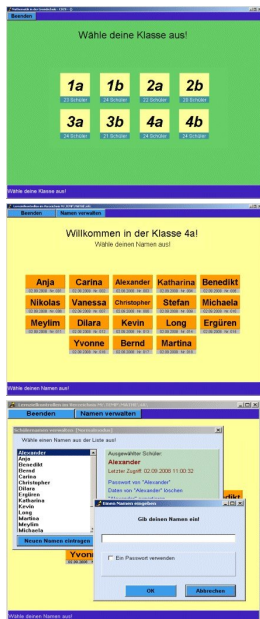 Beenden
Wähle deine Klasse aus!
1a 1b 2a 2b
23 Schüler 24 Schüler 22 Schüler 20 Schüler
3a 3b 4a 4b
24 Schüler 21 Schüler 24 Schüler
Wähle deine Klasse aus!
Beenden Namen verwalten
Willkommen in der Klasse 4a!
Wähle deinen Namen aus!
Anja Carina Alexander Katharina Benedikt
Nikolas Vanessa Christopher Stefan Michaela
Meylim Dilara Kevin Long Ergüren
Yvonne Bernd Martina
Wähle deinen Namen aus!
Beenden Namen verwalten
Wähle einen Namen aus der Liste aus!
Alexander
Anja
Benedikt
Bernd
Carina
Christopher
Dilara
Ergüren
Katharina
Kevin
Long
Martina
Meylim
Michaela
Neuen Namen eintragen
Ausgewählter Schüler:
Alexander
Letzter Zugriff: 02.09.2008 11:00:32
Passwort von "Alexander"
Daten von "Alexander" löschen
Einen Namen eingeben
Gib deinen Namen ein!
Ein Passwort verwenden
OK Abbrechen
Wähle deinen Namen aus!